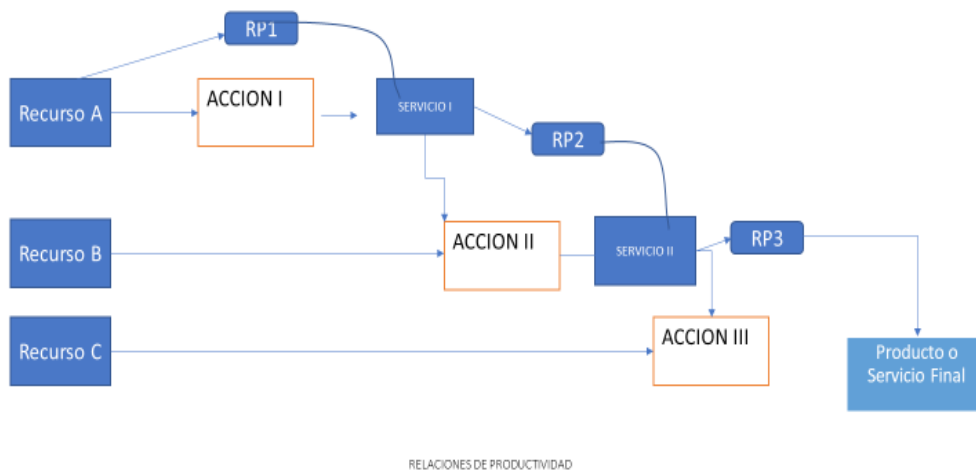 RP1
Recurso A
ACCION I
SERVICIO I
RP2
Recurso B
ACCION II
SERVICIO II
RP3
Recurso C
ACCION III
Producto o
Servicio Final
RELACIONES DE PRODUCTIVIDAD